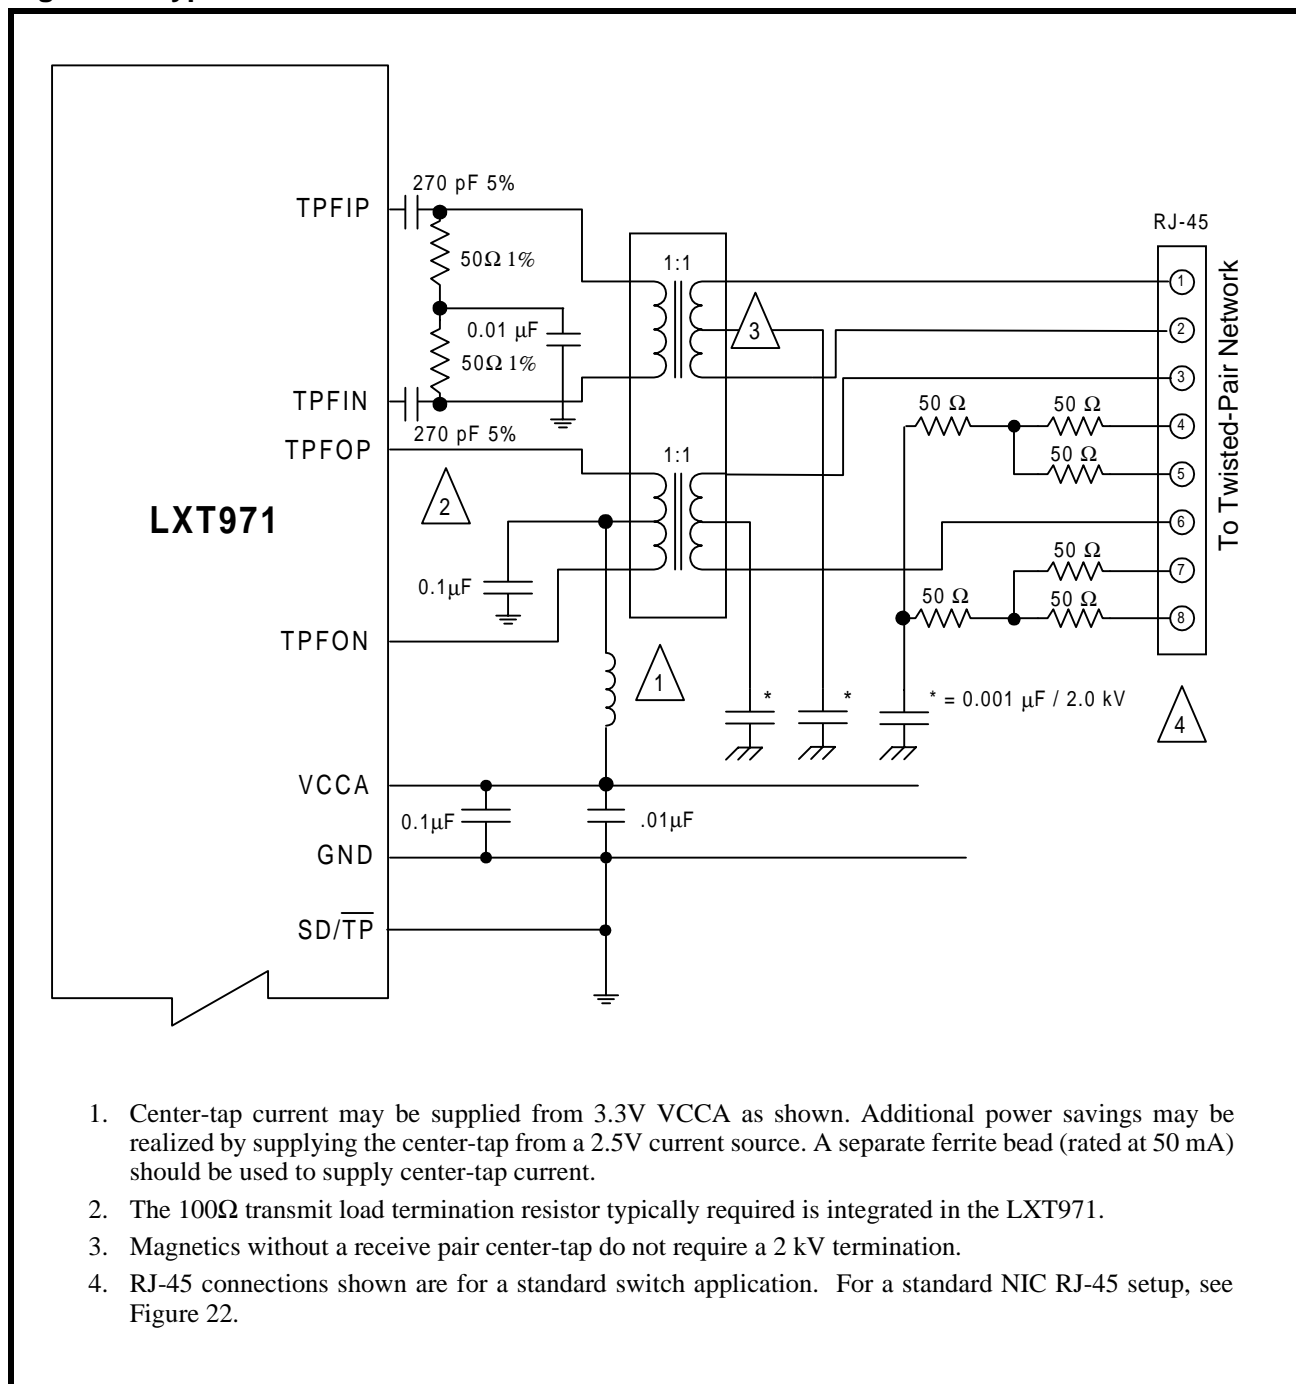 270 pF 5%
TPFIP
RJ-45
50Ω 1%
1:1
1
To Twisted-Pair Network
0.01 µF
3
2
50Ω 1%
3
TPFIN
50 Ω
50 Ω
4
270 pF 5%
TPFOP
1:1
50 Ω
5
2
LXT971
6
50 Ω
7
0.1µF
50 Ω
50 Ω
8
TPFON
1
*
*
* = 0.001 µF / 2.0 kV
4
VCCA
0.1µF
.01µF
GND
SD/T̅P̅
1. Center-tap current may be supplied from 3.3V VCCA as shown. Additional power savings may be
realized by supplying the center-tap from a 2.5V current source. A separate ferrite bead (rated at 50 mA)
should be used to supply center-tap current.
2. The 100Ω transmit load termination resistor typically required is integrated in the LXT971.
3. Magnetics without a receive pair center-tap do not require a 2 kV termination.
4. RJ-45 connections shown are for a standard switch application. For a standard NIC RJ-45 setup, see
Figure 22.